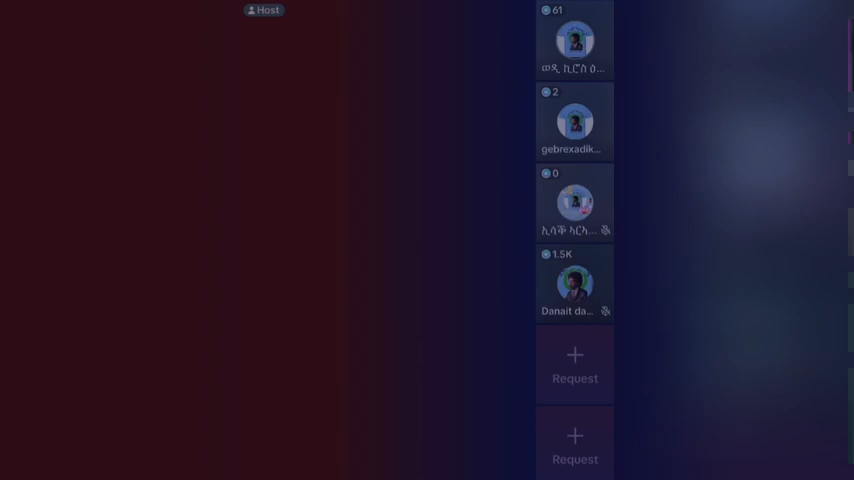 Host
61
ወዲ ኪሮስ ዕ...
2
gebrexadik...
0
ኢሳቅ ኣርኣ...
1.5K
Danait da...
Request
Request